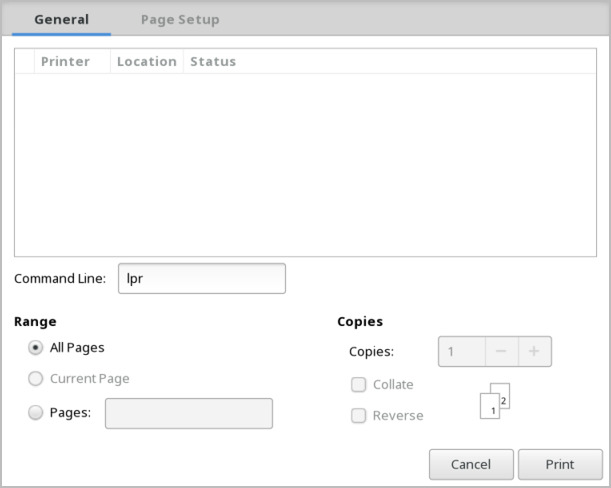 General Page Setup
Printer Location Status
Command Line: lpr
Range Copies
All Pages Copies: 1 − +
Current Page Collate
Pages: Reverse
1 2
Cancel Print